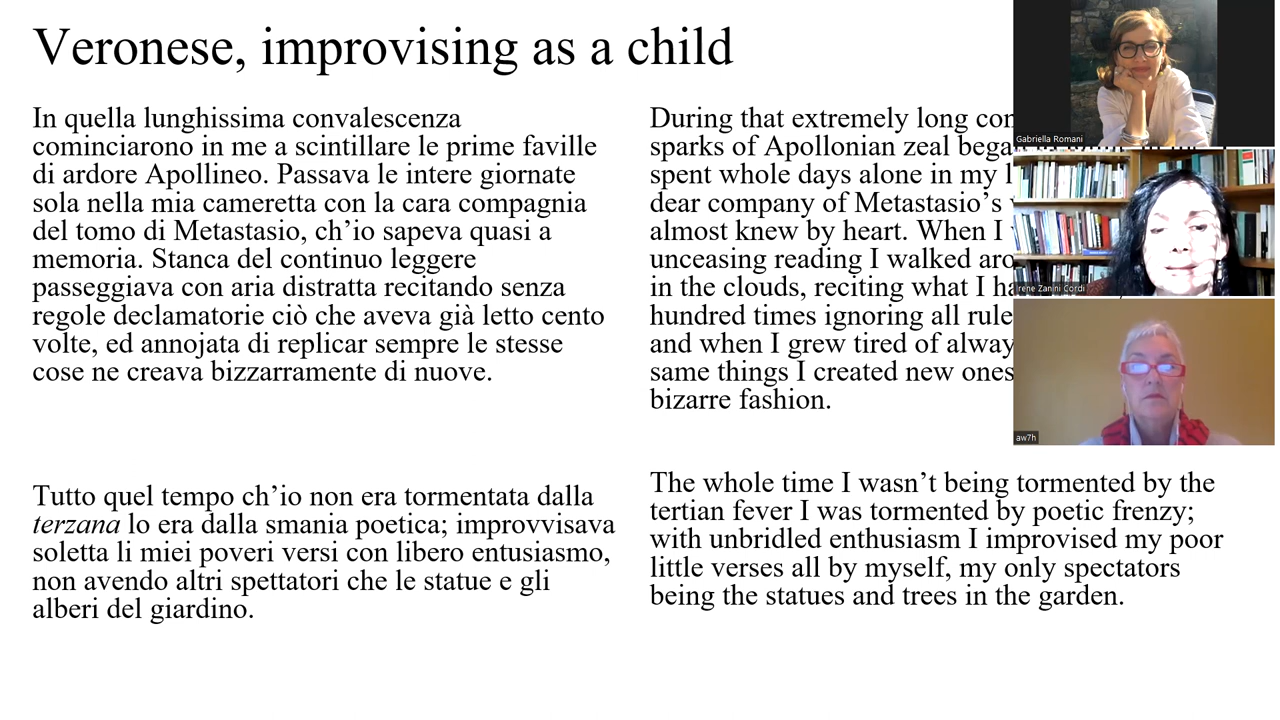 Veronese, improvising as a child
In quella lunghissima convalescenza
cominciarono in me a scintillare le prime faville
di ardore Apollineo. Passava le intere giornate
sola nella mia cameretta con la cara compagnia
del tomo di Metastasio, ch’io sapeva quasi a
memoria. Stanca del continuo leggere
passeggiava con aria distratta recitando senza
regole declamatorie ciò che aveva già letto cento
volte, ed annojata di replicar sempre le stesse
cose ne creava bizzarramente di nuove.
Tutto quel tempo ch’io non era tormentata dalla
terzana lo era dalla smania poetica; improvvisava
soletta li miei poveri versi con libero entusiasmo,
non avendo altri spettatori che le statue e gli
alberi del giardino.
During that extremely long
sparks of Apollonian zeal
spent whole days alone in my
dear company of Metastasio’s
almost knew by heart. When I
unceasing reading I walked
in the clouds, reciting what I
hundred times ignoring all
and when I grew tired of
same things I created new ones
bizarre fashion.
The whole time I wasn’t being tormented by the
tertian fever I was tormented by poetic frenzy;
with unbridled enthusiasm I improvised my poor
little verses all by myself, my only spectators
being the statues and trees in the garden.
Gabriella Romani
Irene Zanini Cordi
aw7h